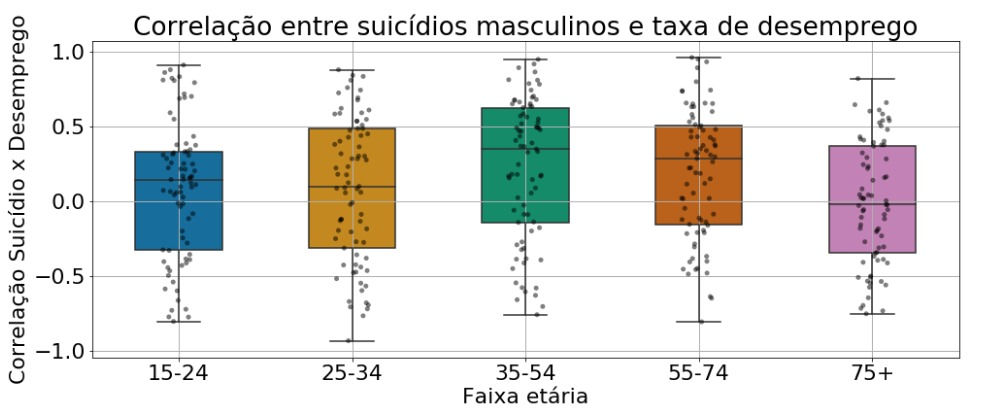 Correlação entre suicídios masculinos e taxa de desemprego
Correlação Suicídio x Desemprego
1.0
0.5
0.0
−0.5
−1.0
15-24 25-34 35-54 55-74 75+
Faixa etária